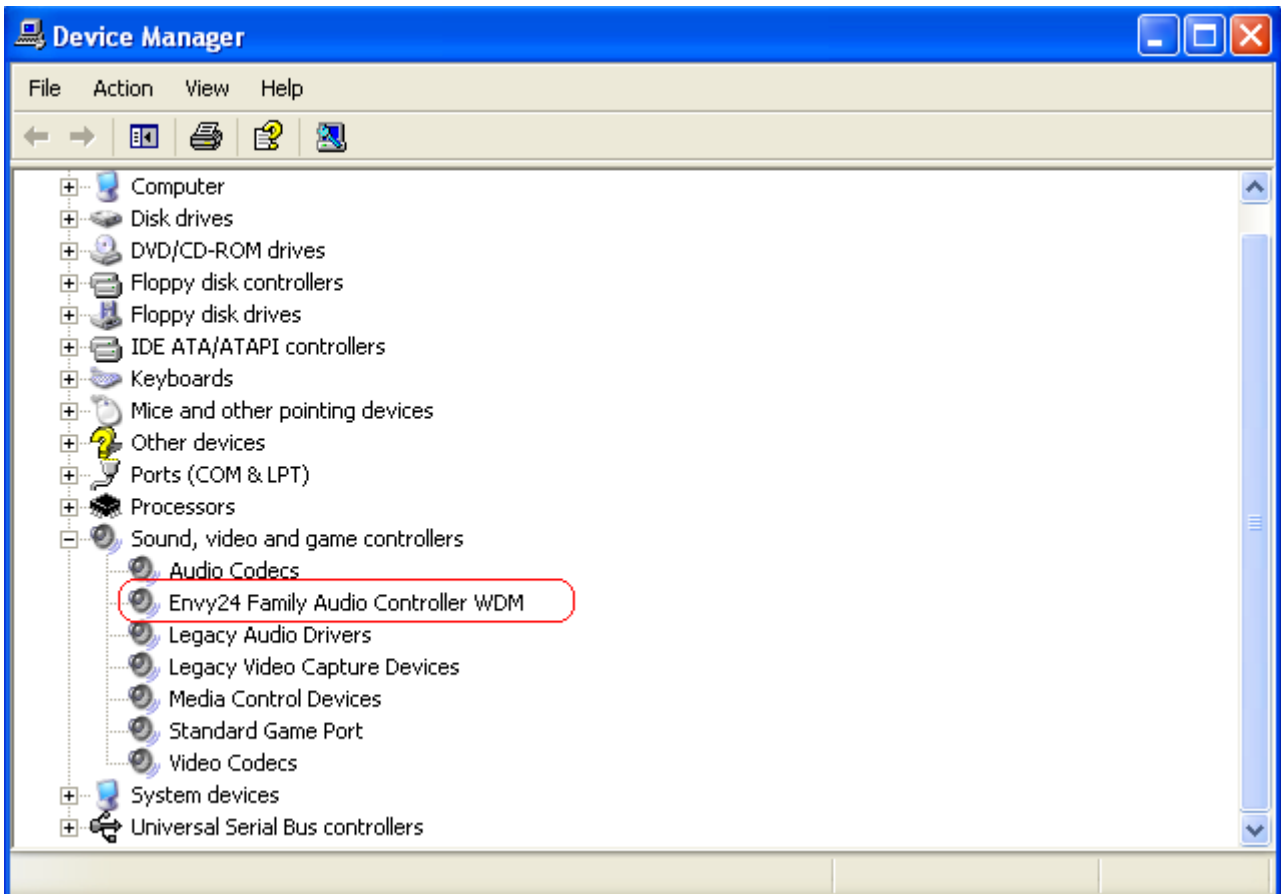 Device Manager
File Action View Help
Computer
Disk drives
DVD/CD-ROM drives
Floppy disk controllers
Floppy disk drives
IDE ATA/ATAPI controllers
Keyboards
Mice and other pointing devices
Other devices
Ports (COM & LPT)
Processors
Sound, video and game controllers
Audio Codecs
Envy24 Family Audio Controller WDM
Legacy Audio Drivers
Legacy Video Capture Devices
Media Control Devices
Standard Game Port
Video Codecs
System devices
Universal Serial Bus controllers